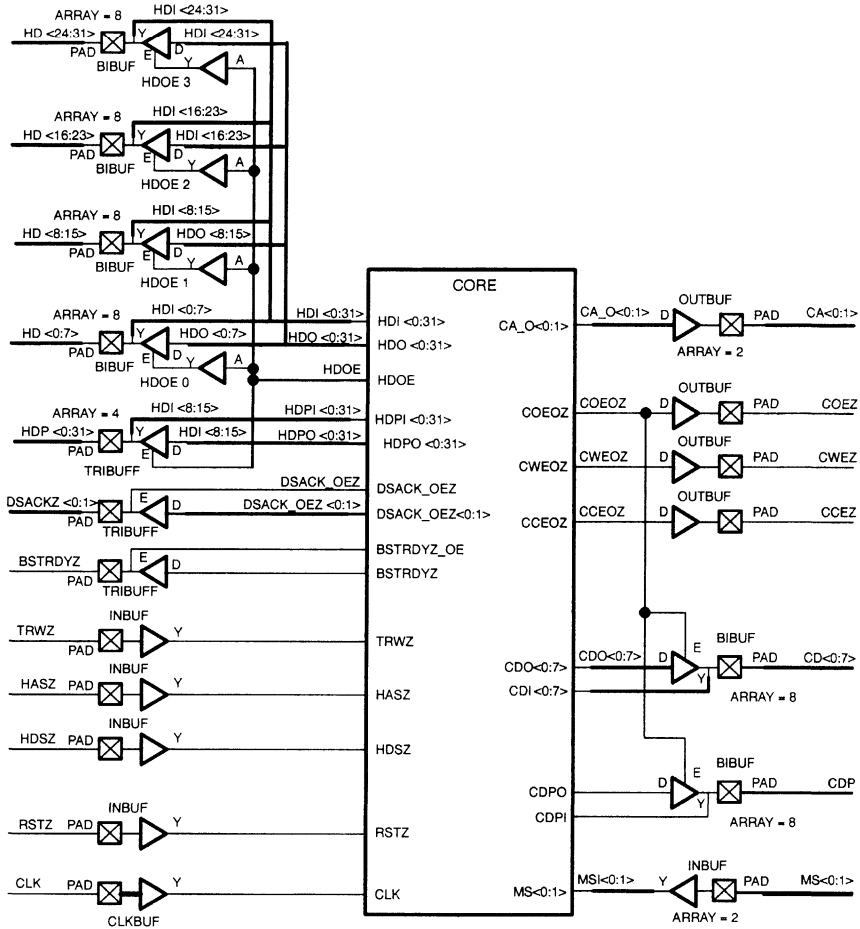 ARRAY = 8
HDI <24:31>
HD <24:31>
Y
HDI <24:31>
PAD
E
D
Y
A
BIBUF
HDOE 3
HDI <16:23>
ARRAY = 8
HD <16:23>
Y
HDI <16:23>
PAD
E
D
Y
A
BIBUF
HDOE 2
HDI <8:15>
ARRAY = 8
HD <8:15>
Y
HDO <8:15>
PAD
E
D
Y
A
BIBUF
HDOE 1
HDI <0:7>
ARRAY = 8
HD <0:7>
Y
HDO <0:7>
PAD
E
D
Y
A
BIBUF
HDOE 0
HDI <0:31>
HDO <0:31>
HDOE
ARRAY = 4
HDI <8:15>
HDPI <0:31>
HDP <0:31>
Y
HDI <8:15>
HDPO <0:31>
PAD
E
D
TRIBUFF
DSACK_OEZ
DSACKZ <0:1>
E
D
DSACK_OEZ <0:1>
PAD
TRIBUFF
BSTRDYZ
E
D
PAD
TRIBUFF
INBUF
TRWZ
Y
PAD
INBUF
HASZ
PAD
Y
INBUF
HDSZ
PAD
Y
INBUF
RSTZ
PAD
Y
CLK
PAD
Y
CLKBUF
CORE
HDI <0:31>
HDO <0:31>
HDOE
HDPI <0:31>
HDPO <0:31>
DSACK_OEZ
DSACK_OEZ<0:1>
BSTRDYZ_OE
BSTRDYZ
TRWZ
HASZ
HDSZ
RSTZ
CLK
CA_O<0:1>
COEOZ
CWEOZ
CCEOZ
CDO<0:7>
CDI<0:7>
CDPO
CDPI
MS<0:1>
CA_O<0:1>
D
OUTBUF
PAD
CA<0:1>
ARRAY = 2
COEOZ
D
OUTBUF
PAD
COEZ
CWEOZ
D
OUTBUF
PAD
CWEZ
CCEOZ
D
OUTBUF
PAD
CCEZ
CDO<0:7>
D
E
Y
BIBUF
PAD
CD<0:7>
ARRAY = 8
D
E
Y
BIBUF
PAD
CDP
ARRAY = 8
MSI<0:1>
Y
INBUF
PAD
MS<0:1>
ARRAY = 2